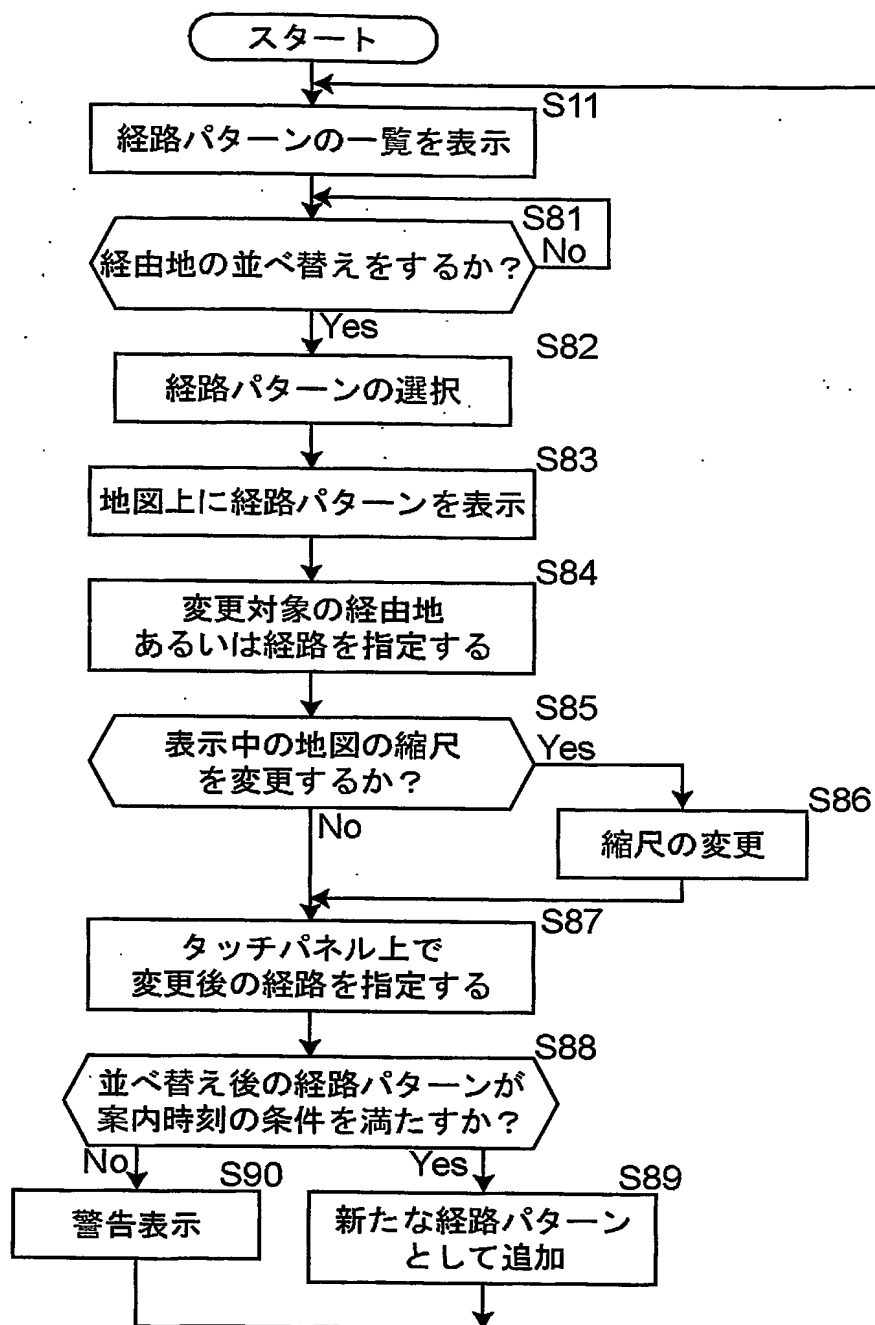 スタート
S11
経路パターンの一覧を表示
S81
経由地の並べ替えをするか?
No
Yes
S82
経路パターンの選択
S83
地図上に経路パターンを表示
S84
変更対象の経由地
あるいは経路を指定する
S85
表示中の地図の縮尺
を変更するか?
Yes
No
S86
縮尺の変更
S87
タッチパネル上で
変更後の経路を指定する
S88
並べ替え後の経路パターンが
案内時刻の条件を満たすか?
No
Yes
S90
警告表示
S89
新たな経路パターン
として追加